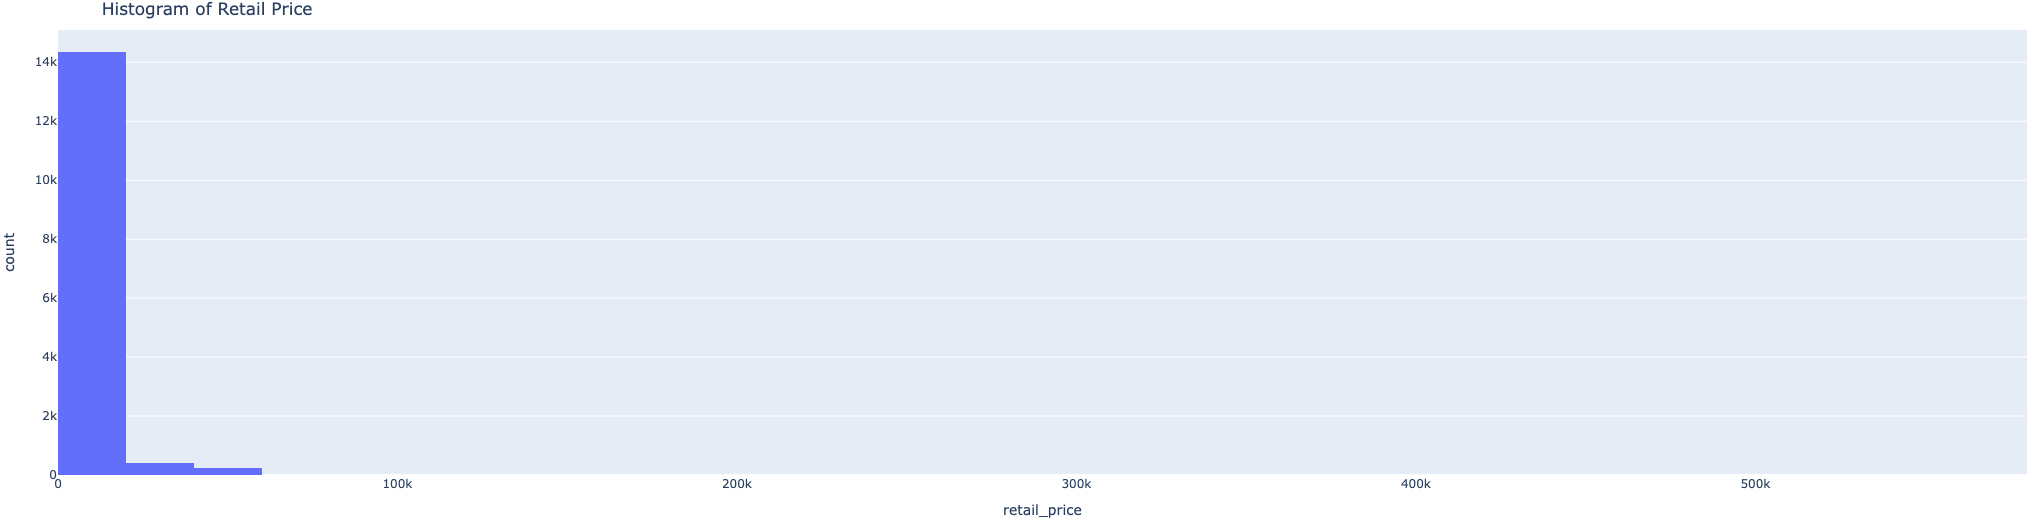 Histogram of Retail Price
14k
12k
10k
8k
6k
4k
2k
0
count
0 100k 200k 300k 400k 500k
retail_price